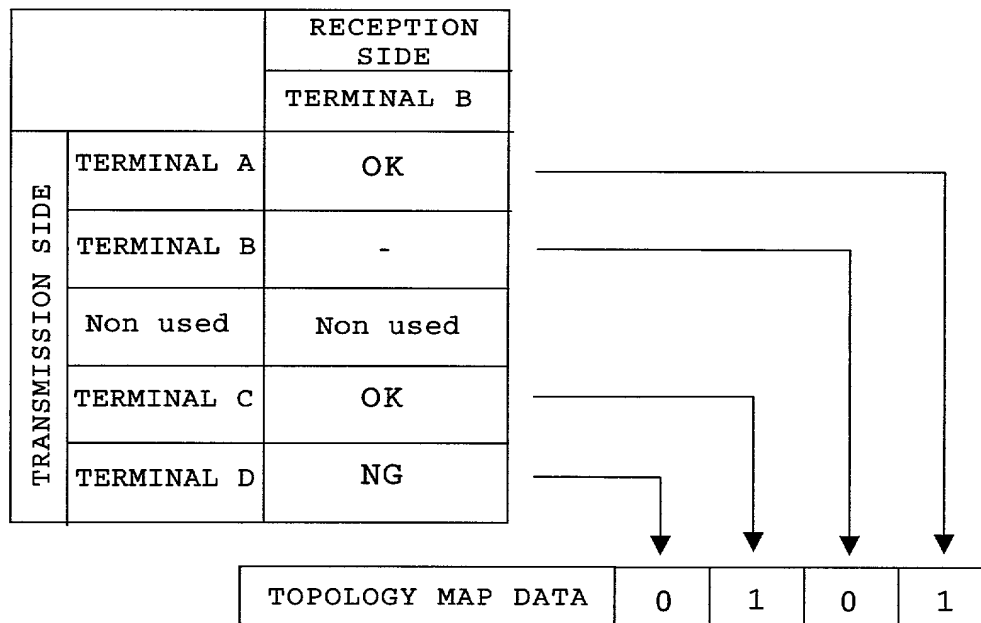 RECEPTION
SIDE
TERMINAL B
TRANSMISSION SIDE
TERMINAL A OK
TERMINAL B -
Non used Non used
TERMINAL C OK
TERMINAL D NG
TOPOLOGY MAP DATA 0 1 0 1